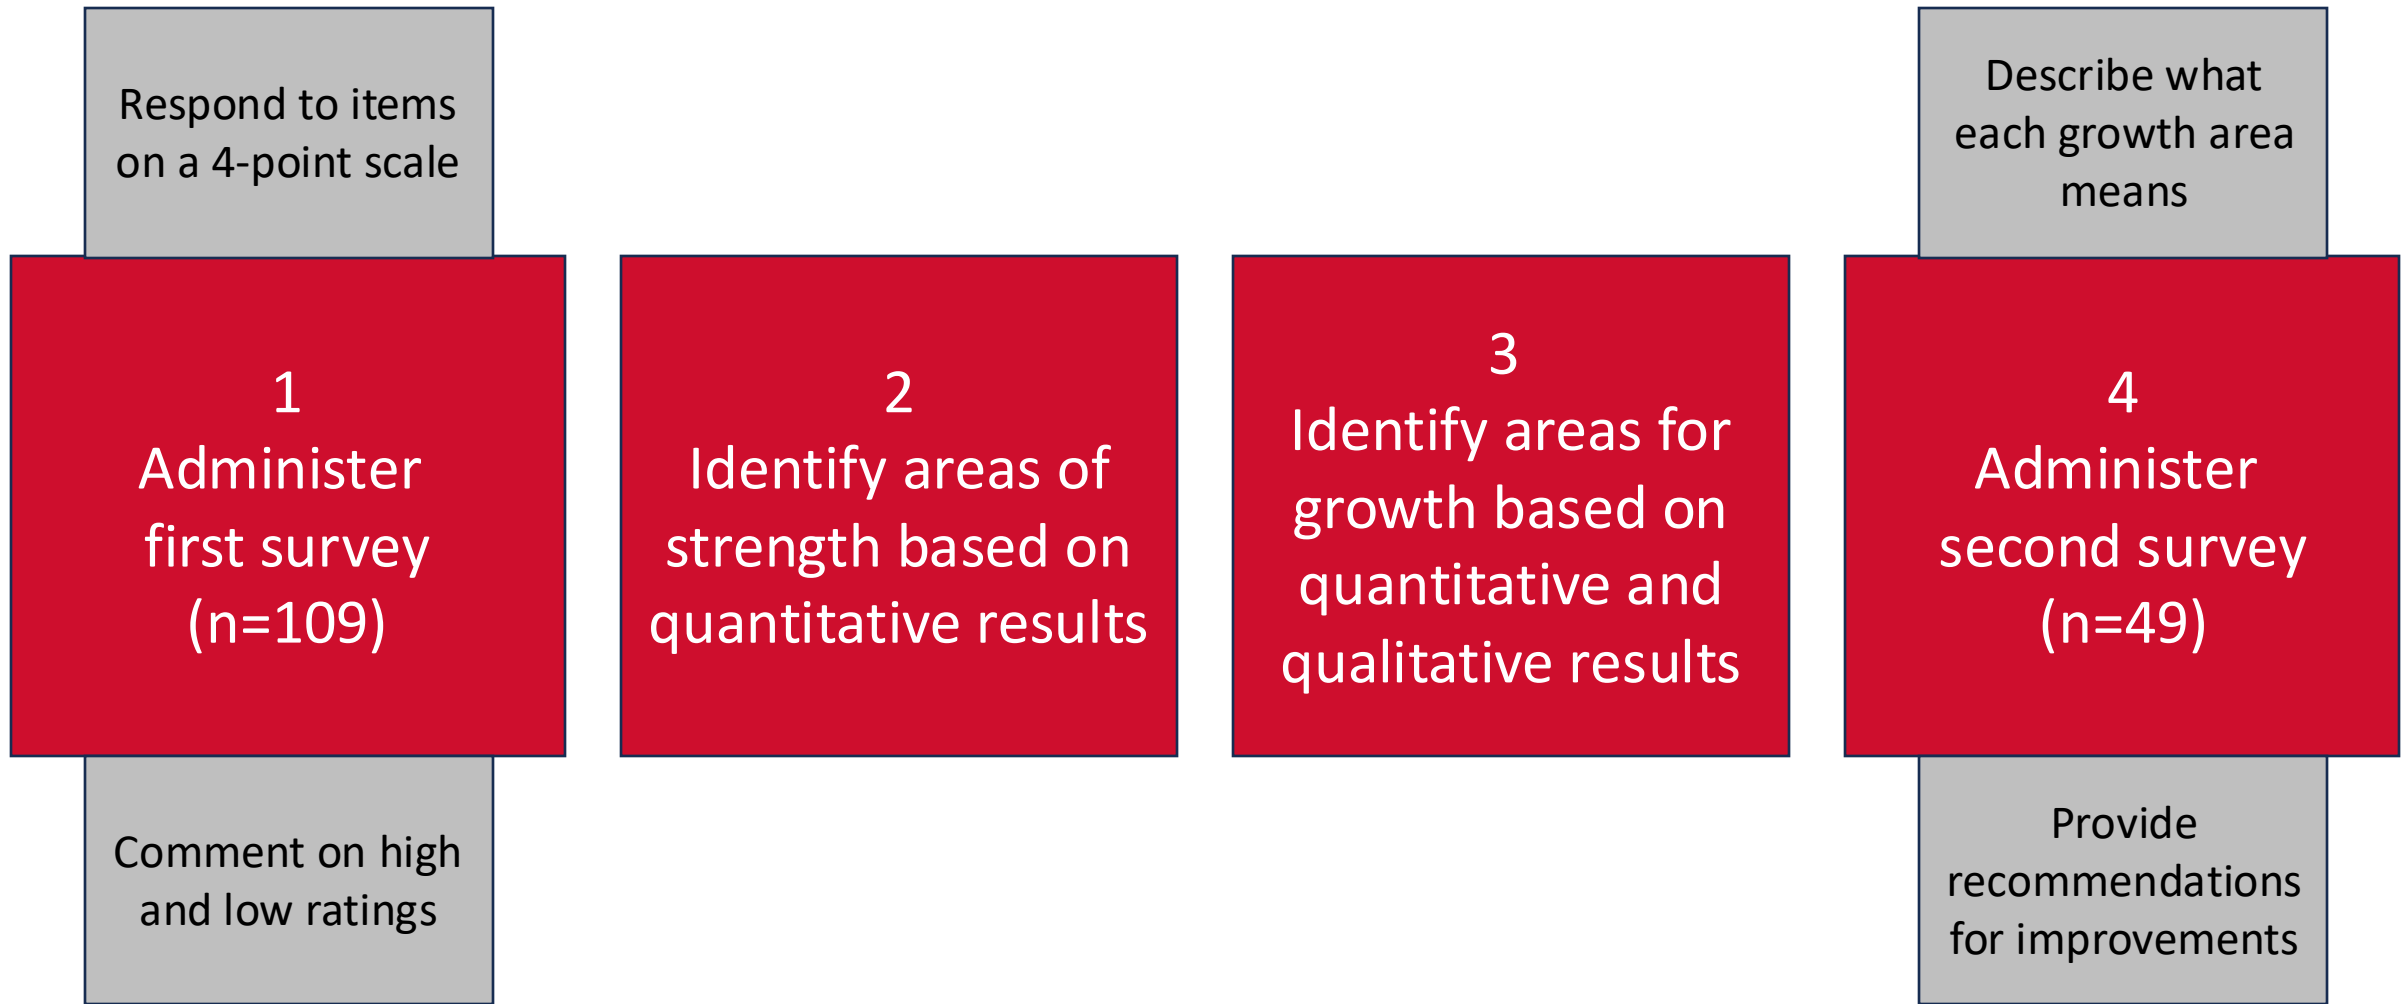 Respond to items
on a 4-point scale
1
Administer
first survey
(n=109)
Comment on high
and low ratings
2
Identify areas of
strength based on
quantitative results
3
Identify areas for
growth based on
quantitative and
qualitative results
Describe what
each growth area
means
4
Administer
second survey
(n=49)
Provide
recommendations
for improvements